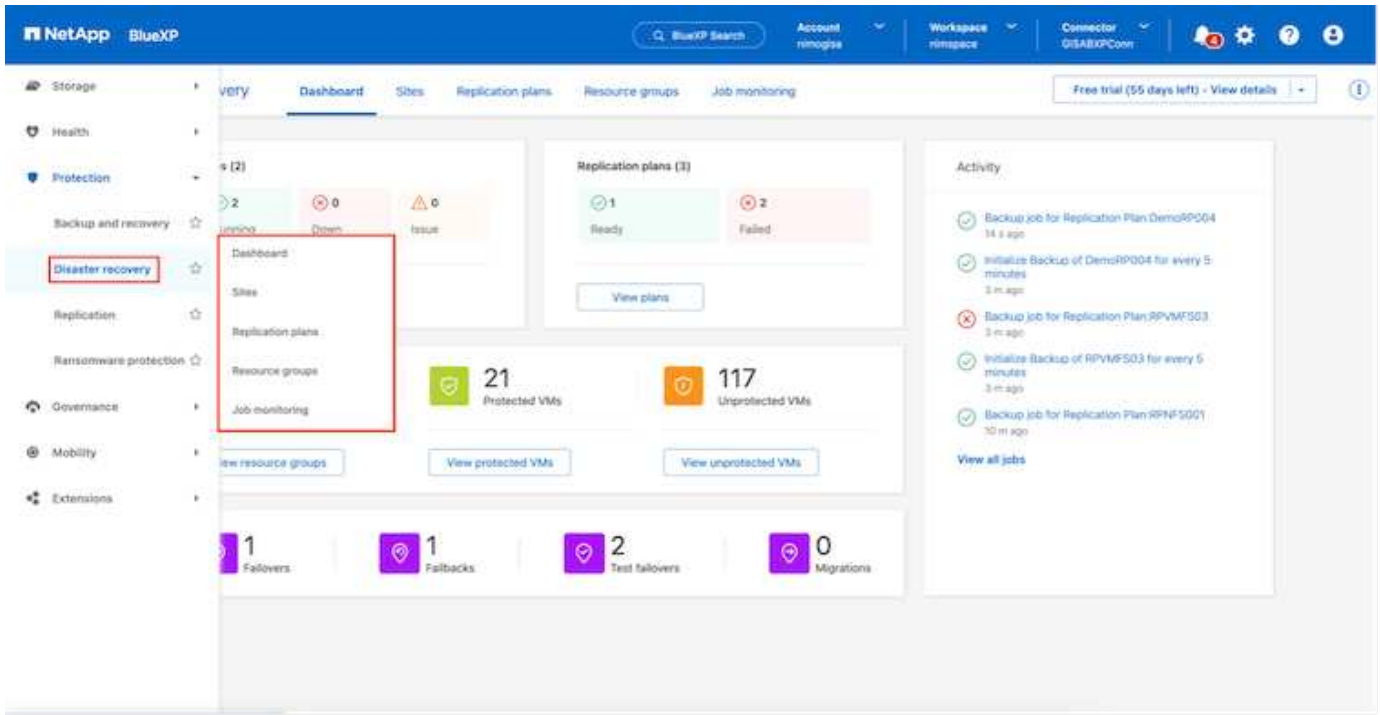 NetApp BlueXP
BlueXP Search
Account
nimogisa
Workspace
nimspace
Connector
GISABXPConn
4
Storage
very
Dashboard
Sites
Replication plans
Resource groups
Job monitoring
Free trial (55 days left) - View details
Health
Protection
Backup and recovery
Disaster recovery
Replication
Ransomware protection
Governance
Mobility
Extensions
s (2)
2
unning
0
Down
0
Issue
Dashboard
Sites
Replication plans
Resource groups
Job monitoring
Replication plans (3)
1
Ready
2
Failed
View plans
21
Protected VMs
117
Unprotected VMs
iew resource groups
View protected VMs
View unprotected VMs
1
Failovers
1
Failbacks
2
Test failovers
0
Migrations
Activity
Backup job for Replication Plan:DemoRP004
14 s ago
Initialize Backup of DemoRP004 for every 5
minutes
3 m ago
Backup job for Replication Plan:RPVMFS03
3 m ago
Initialize Backup of RPVMFS03 for every 5
minutes
3 m ago
Backup job for Replication Plan:RPNFS001
10 m ago
View all jobs